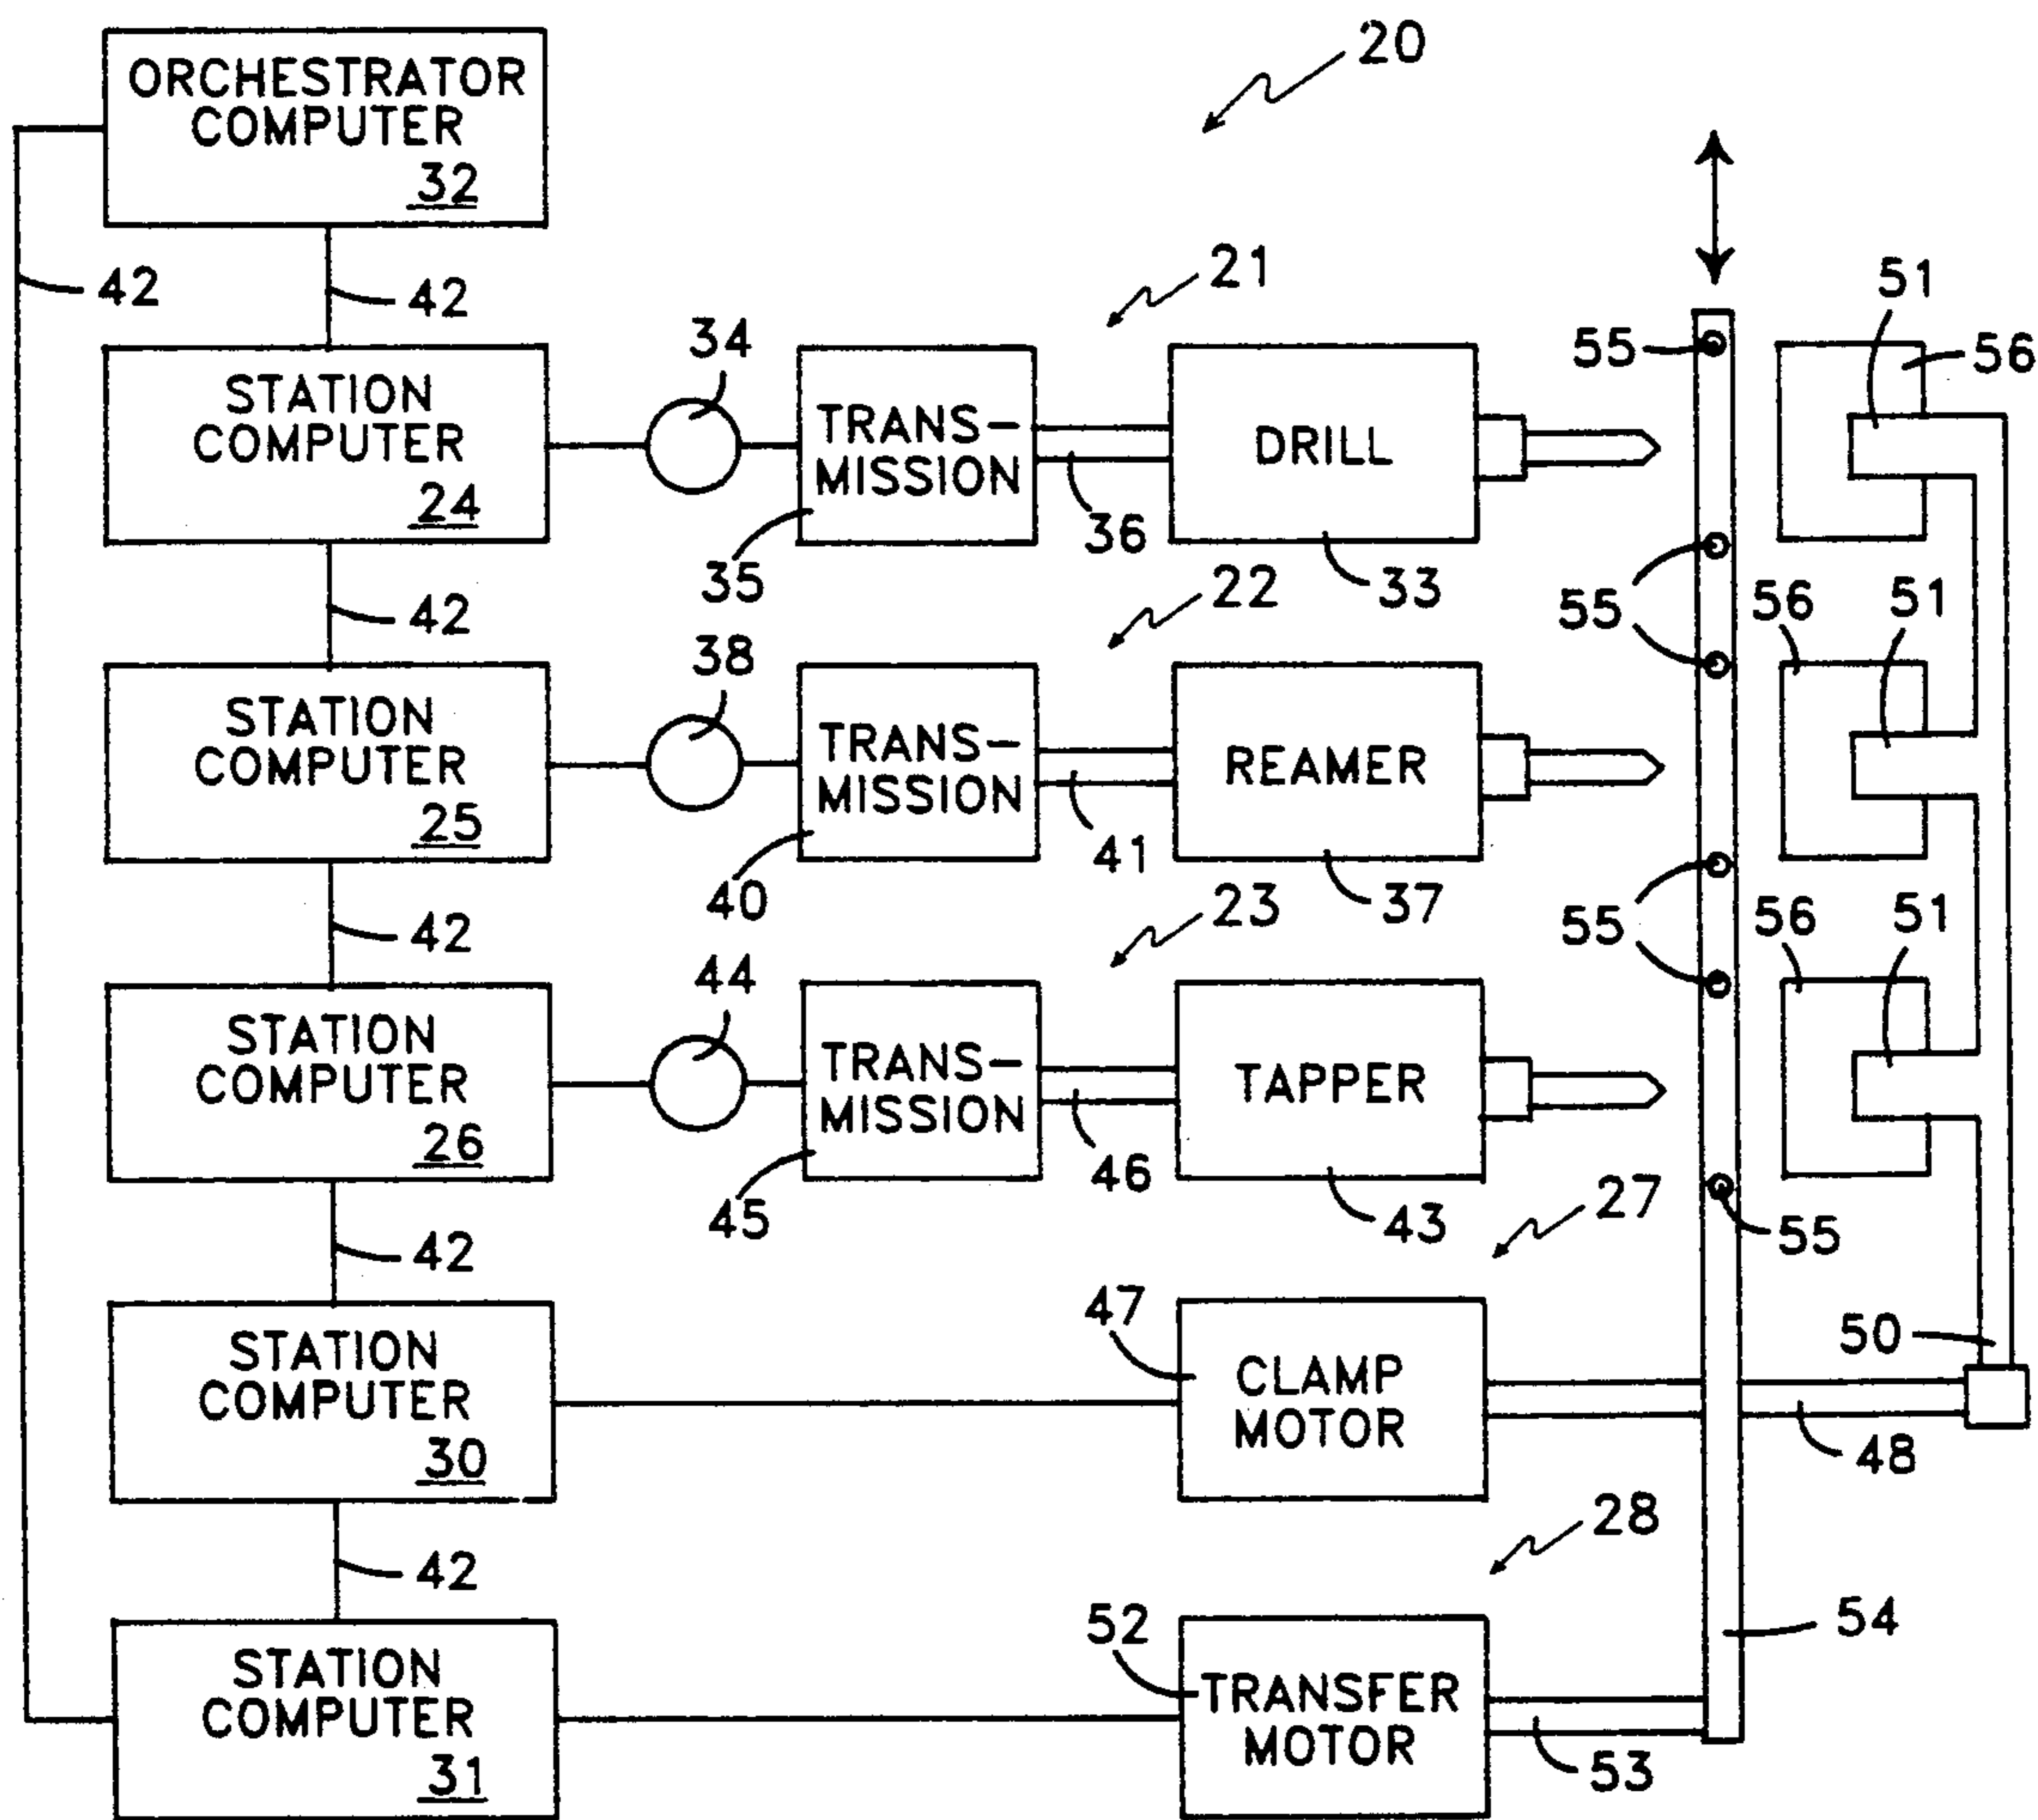 20
ORCHESTRATOR
COMPUTER
32
42
42
21
51
34
55
56
STATION
COMPUTER
24
TRANS-
MISSION
DRILL
36
35
33
55
42
22
56
51
38
STATION
COMPUTER
25
TRANS-
MISSION
REAMER
41
40
37
55
42
23
56
51
44
STATION
COMPUTER
26
TRANS-
MISSION
TAPPER
46
45
43
27
55
42
47
50
STATION
COMPUTER
30
CLAMP
MOTOR
48
28
42
52
54
STATION
COMPUTER
31
TRANSFER
MOTOR
53